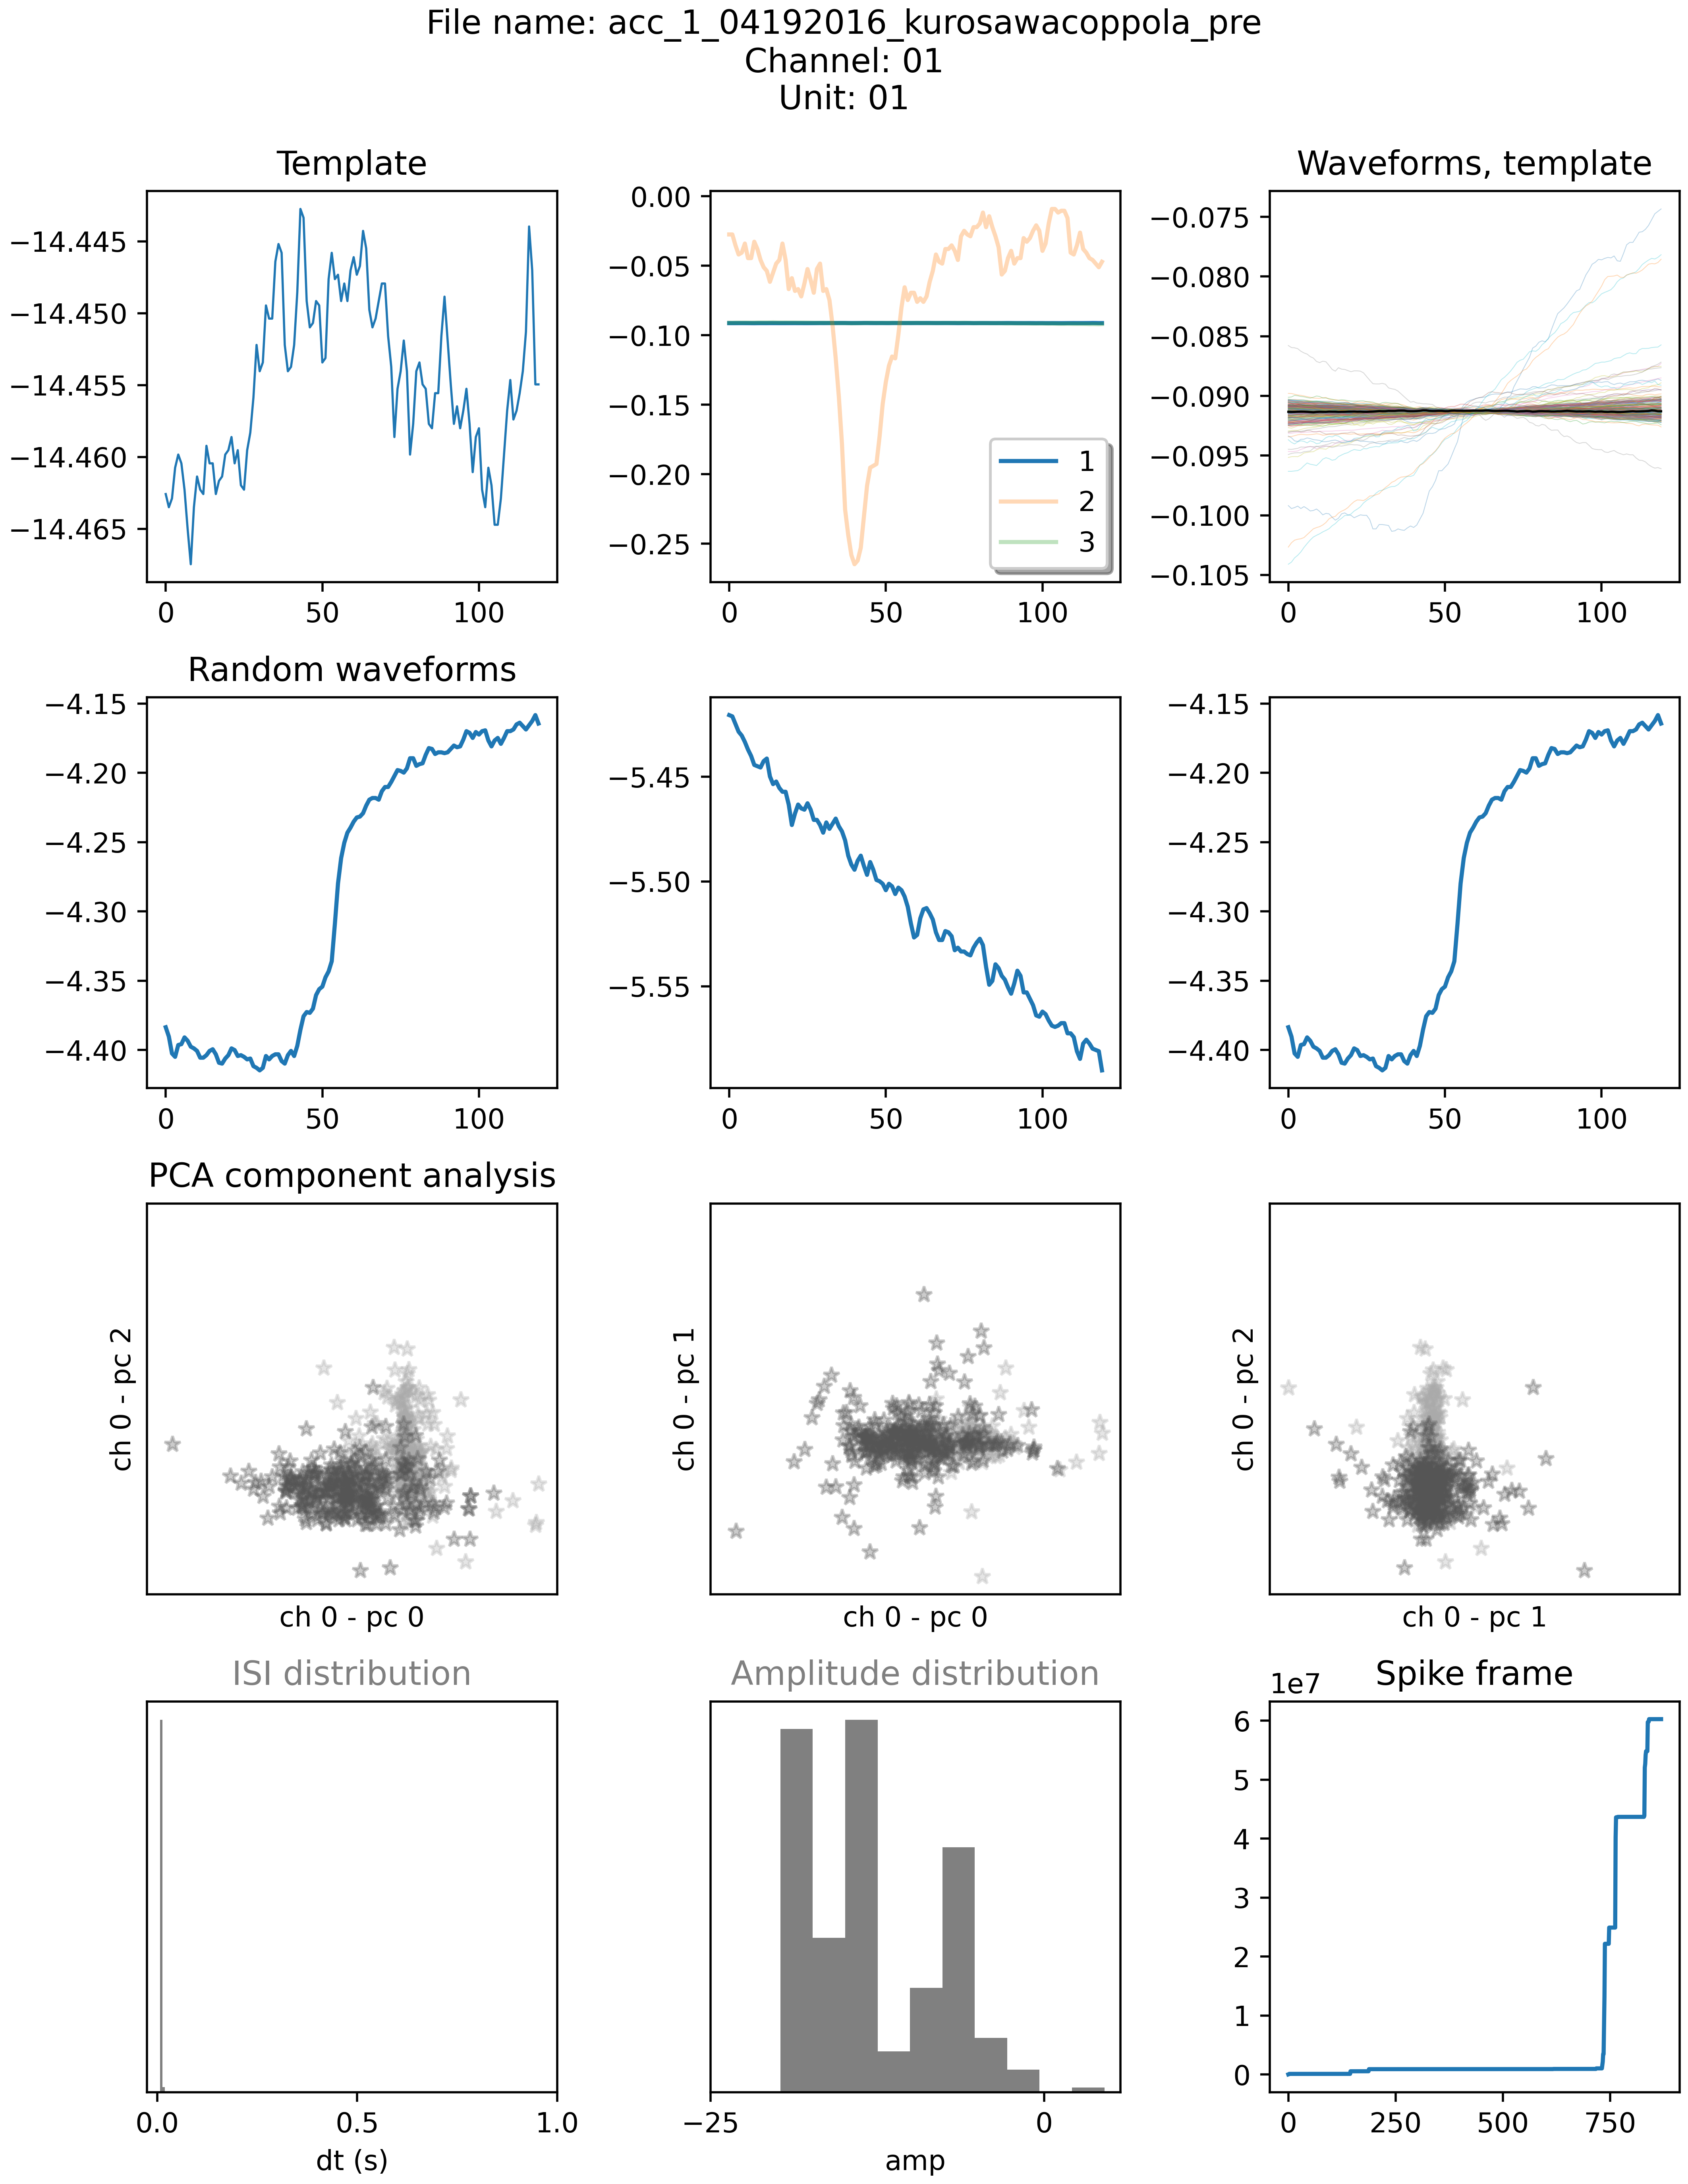 File name: acc_1_04192016_kurosawacoppola_pre
Channel: 01
Unit: 01
Template
Waveforms, template
−14.445
−14.450
−14.455
−14.460
−14.465
0 50 100
0.00
−0.05
−0.10
−0.15
−0.20
−0.25
1
2
3
0 50 100
−0.075
−0.080
−0.085
−0.090
−0.095
−0.100
−0.105
0 50 100
Random waveforms
−4.15
−4.20
−4.25
−4.30
−4.35
−4.40
0 50 100
−5.45
−5.50
−5.55
0 50 100
−4.15
−4.20
−4.25
−4.30
−4.35
−4.40
0 50 100
PCA component analysis
ch 0 - pc 2
ch 0 - pc 0
ch 0 - pc 1
ch 0 - pc 0
ch 0 - pc 2
ch 0 - pc 1
ISI distribution
0.0 0.5 1.0
dt (s)
Amplitude distribution
−25 0
amp
Spike frame
1e7
6
5
4
3
2
1
0
0 250 500 750